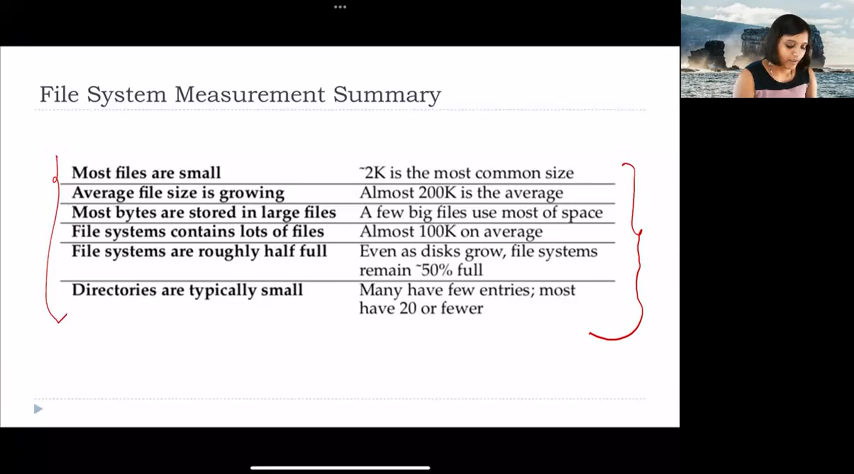 File System Measurement Summary
Most files are small ~2K is the most common size
Average file size is growing Almost 200K is the average
Most bytes are stored in large files A few big files use most of space
File systems contains lots of files Almost 100K on average
File systems are roughly half full Even as disks grow, file systems
remain ~50% full
Directories are typically small Many have few entries; most
have 20 or fewer